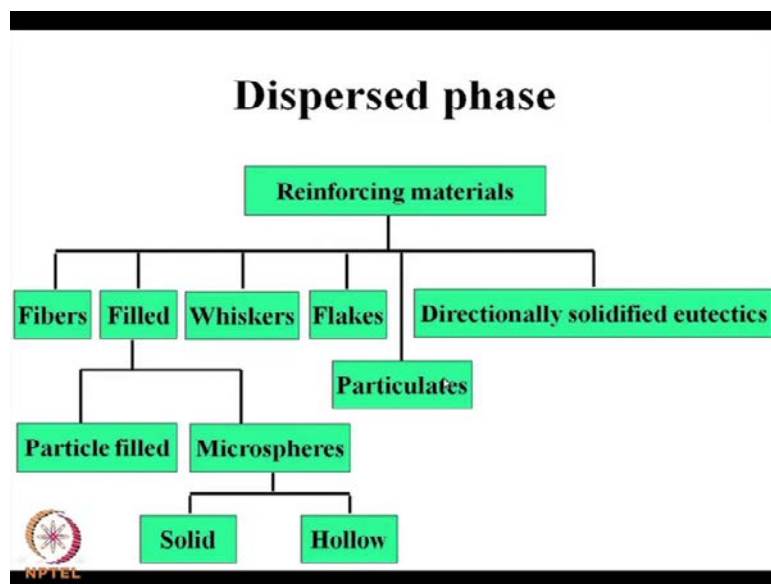 Dispersed phase
Reinforcing materials
Fibers
Filled
Whiskers
Flakes
Directionally solidified eutectics
Particulates
Particle filled
Microspheres
Solid
Hollow
NPTEL